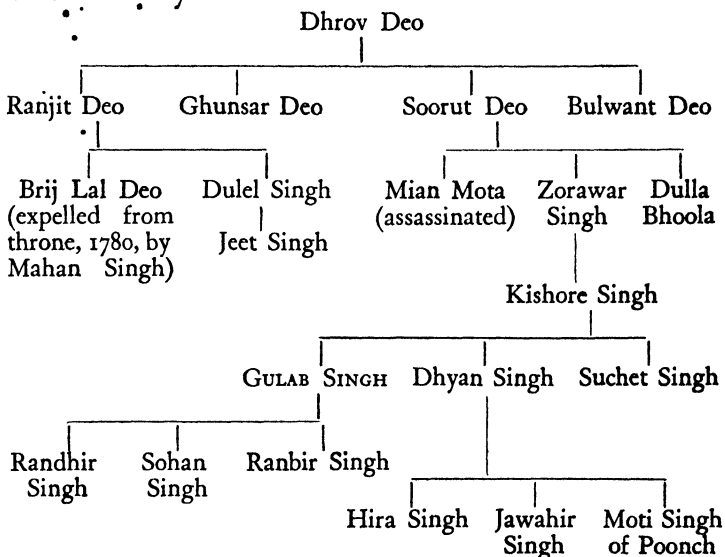 Dhrov Deo
Ranjit Deo Ghunsar Deo Soorut Deo Bulwant Deo
Brij Lal Deo
(expelled from
throne, 1780, by
Mahan Singh)
Dulel Singh
Jeet Singh
Mian Mota
(assassinated)
Zorawar
Singh
Dulla
Bhoola
Kishore Singh
GULAB SINGH Dhyan Singh Suchet Singh
Randhir
Singh
Sohan
Singh
Ranbir Singh
Hira Singh
Jawahir
Singh
Moti Singh
of Poonch